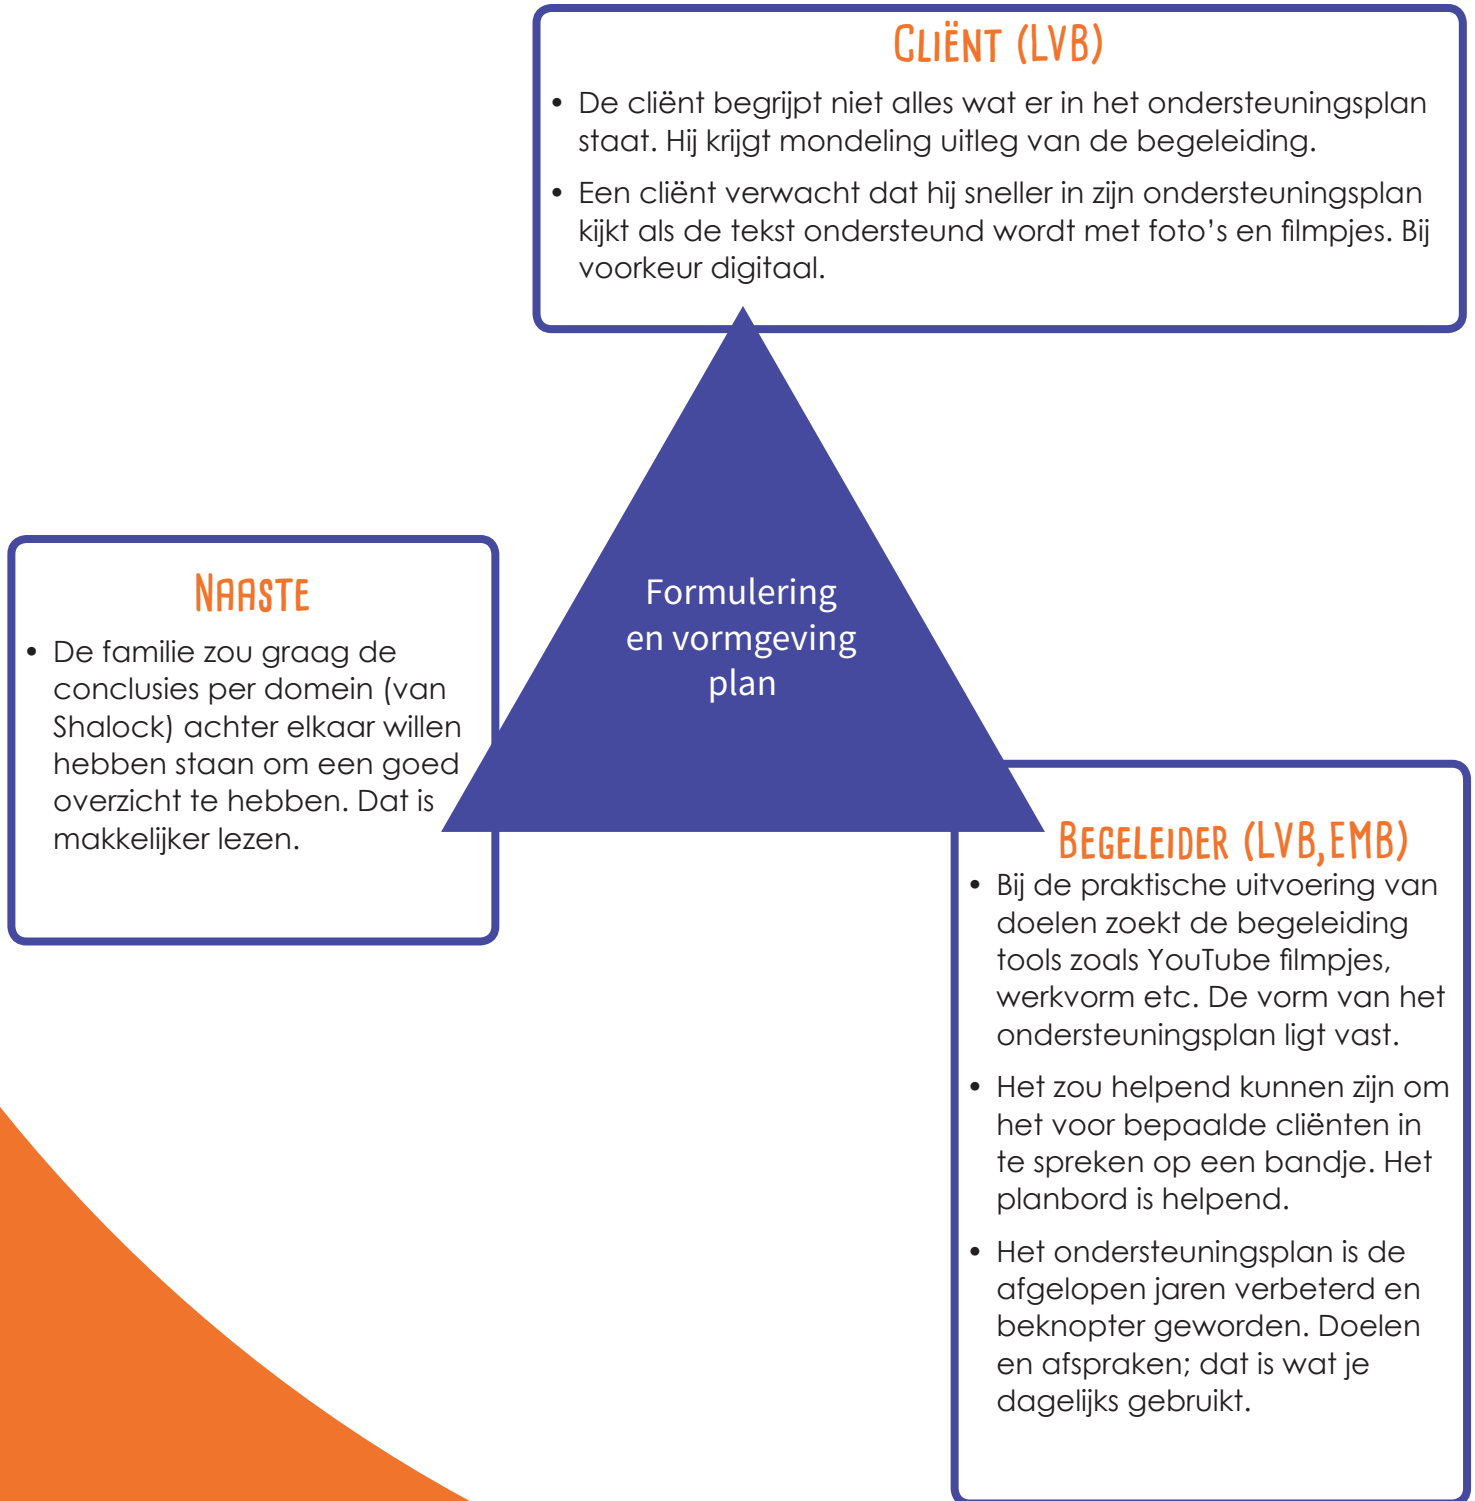 CLIËNT (LVB)
• De cliënt begrijpt niet alles wat er in het ondersteuningsplan
staat. Hij krijgt mondeling uitleg van de begeleiding.
• Een cliënt verwacht dat hij sneller in zijn ondersteuningsplan
kijkt als de tekst ondersteund wordt met foto's en filmpjes. Bij
voorkeur digitaal.
Formulering
en vormgeving
plan
NAASTE
• De familie zou graag de
conclusies per domein (van
Shalock) achter elkaar willen
hebben staan om een goed
overzicht te hebben. Dat is
makkelijker lezen.
BEGELEIDER (LVB,EMB)
• Bij de praktische uitvoering van
doelen zoekt de begeleiding
tools zoals YouTube filmpjes,
werkvorm etc. De vorm van het
ondersteuningsplan ligt vast.
• Het zou helpend kunnen zijn om
het voor bepaalde cliënten in
te spreken op een bandje. Het
planbord is helpend.
• Het ondersteuningsplan is de
afgelopen jaren verbeterd en
beknopter geworden. Doelen
en afspraken; dat is wat je
dagelijks gebruikt.